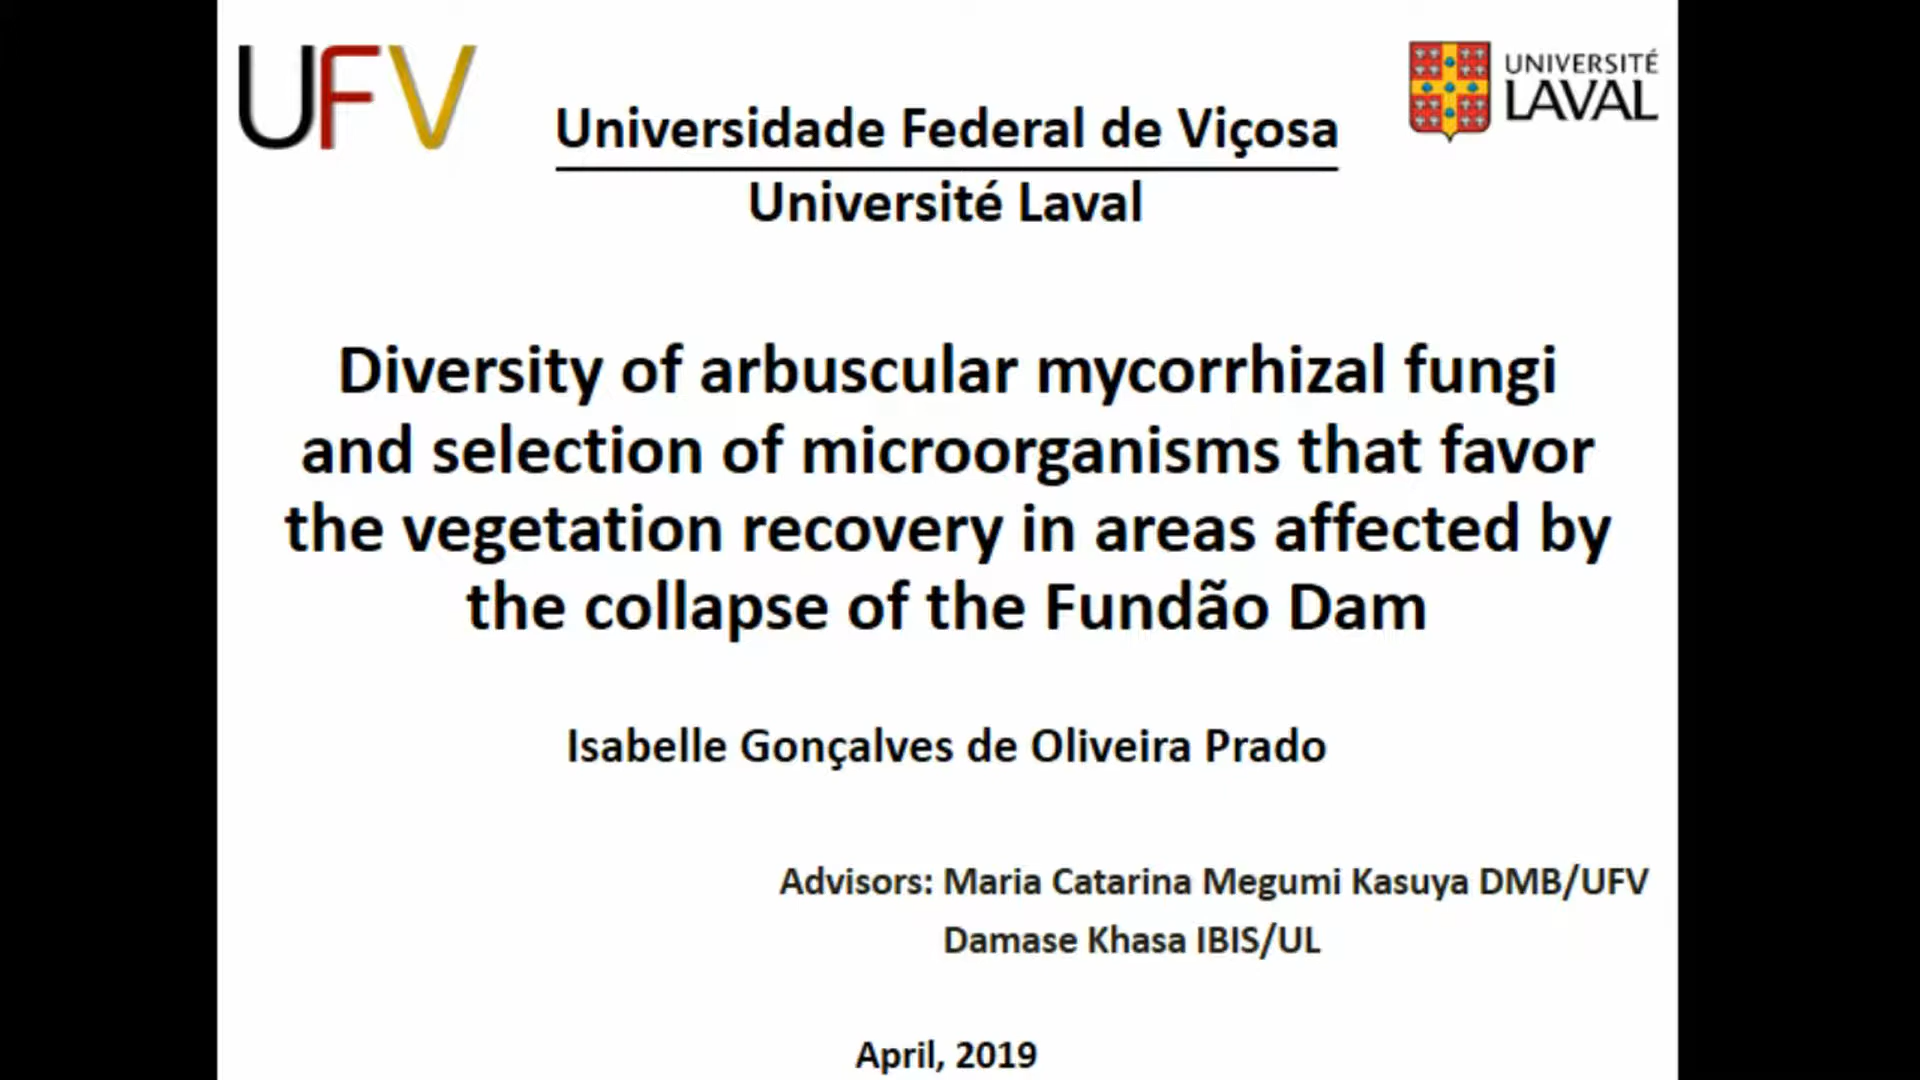 UFV
UNIVERSITÉ
LAVAL
Universidade Federal de Viçosa
Université Laval
Diversity of arbuscular mycorrhizal fungi
and selection of microorganisms that favor
the vegetation recovery in areas affected by
the collapse of the Fundão Dam
Isabelle Gonçalves de Oliveira Prado
Advisors: Maria Catarina Megumi Kasuya DMB/UFV
Damase Khasa IBIS/UL
April, 2019